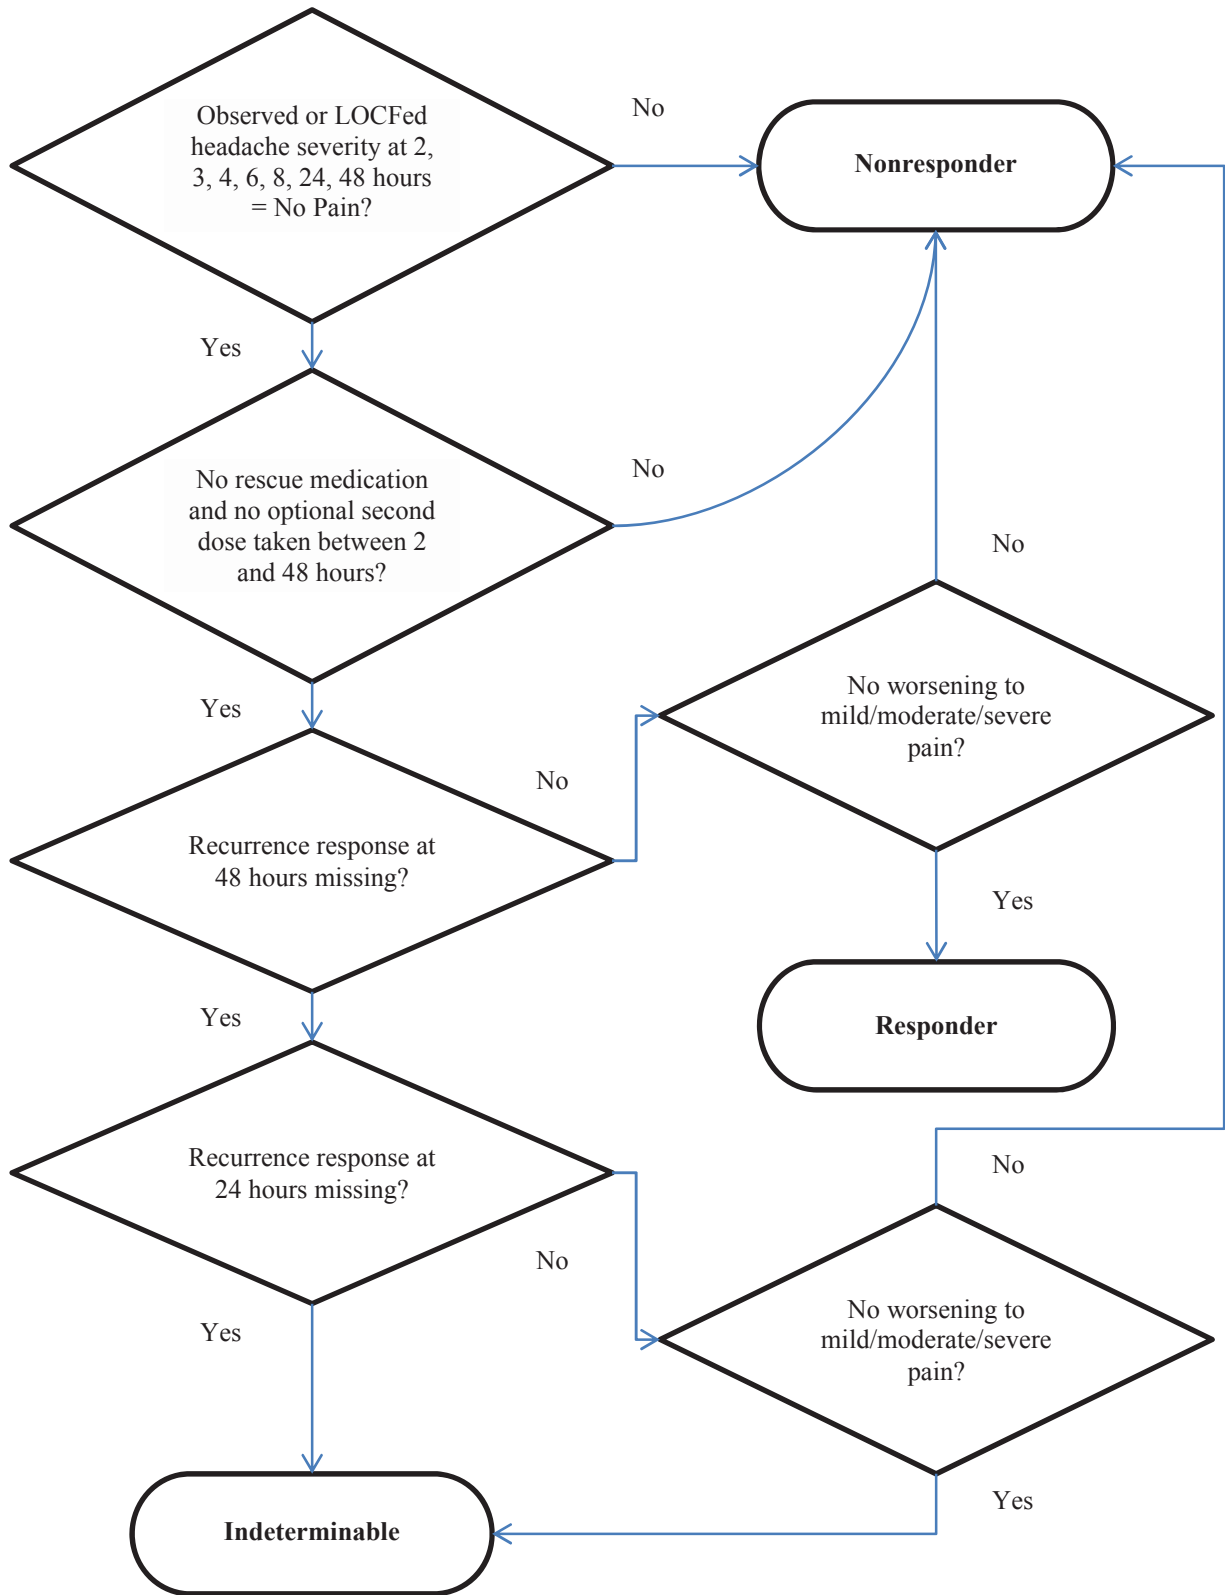 Observed or LOCFed
headache severity at 2,
3, 4, 6, 8, 24, 48 hours
= No Pain?
No
Nonresponder
Yes
No rescue medication
and no optional second
dose taken between 2
and 48 hours?
No
Yes
No
No worsening to
mild/moderate/severe
pain?
Recurrence response at
48 hours missing?
No
Yes
Yes
Responder
Recurrence response at
24 hours missing?
No
Yes
No
No worsening to
mild/moderate/severe
pain?
Yes
Indeterminable